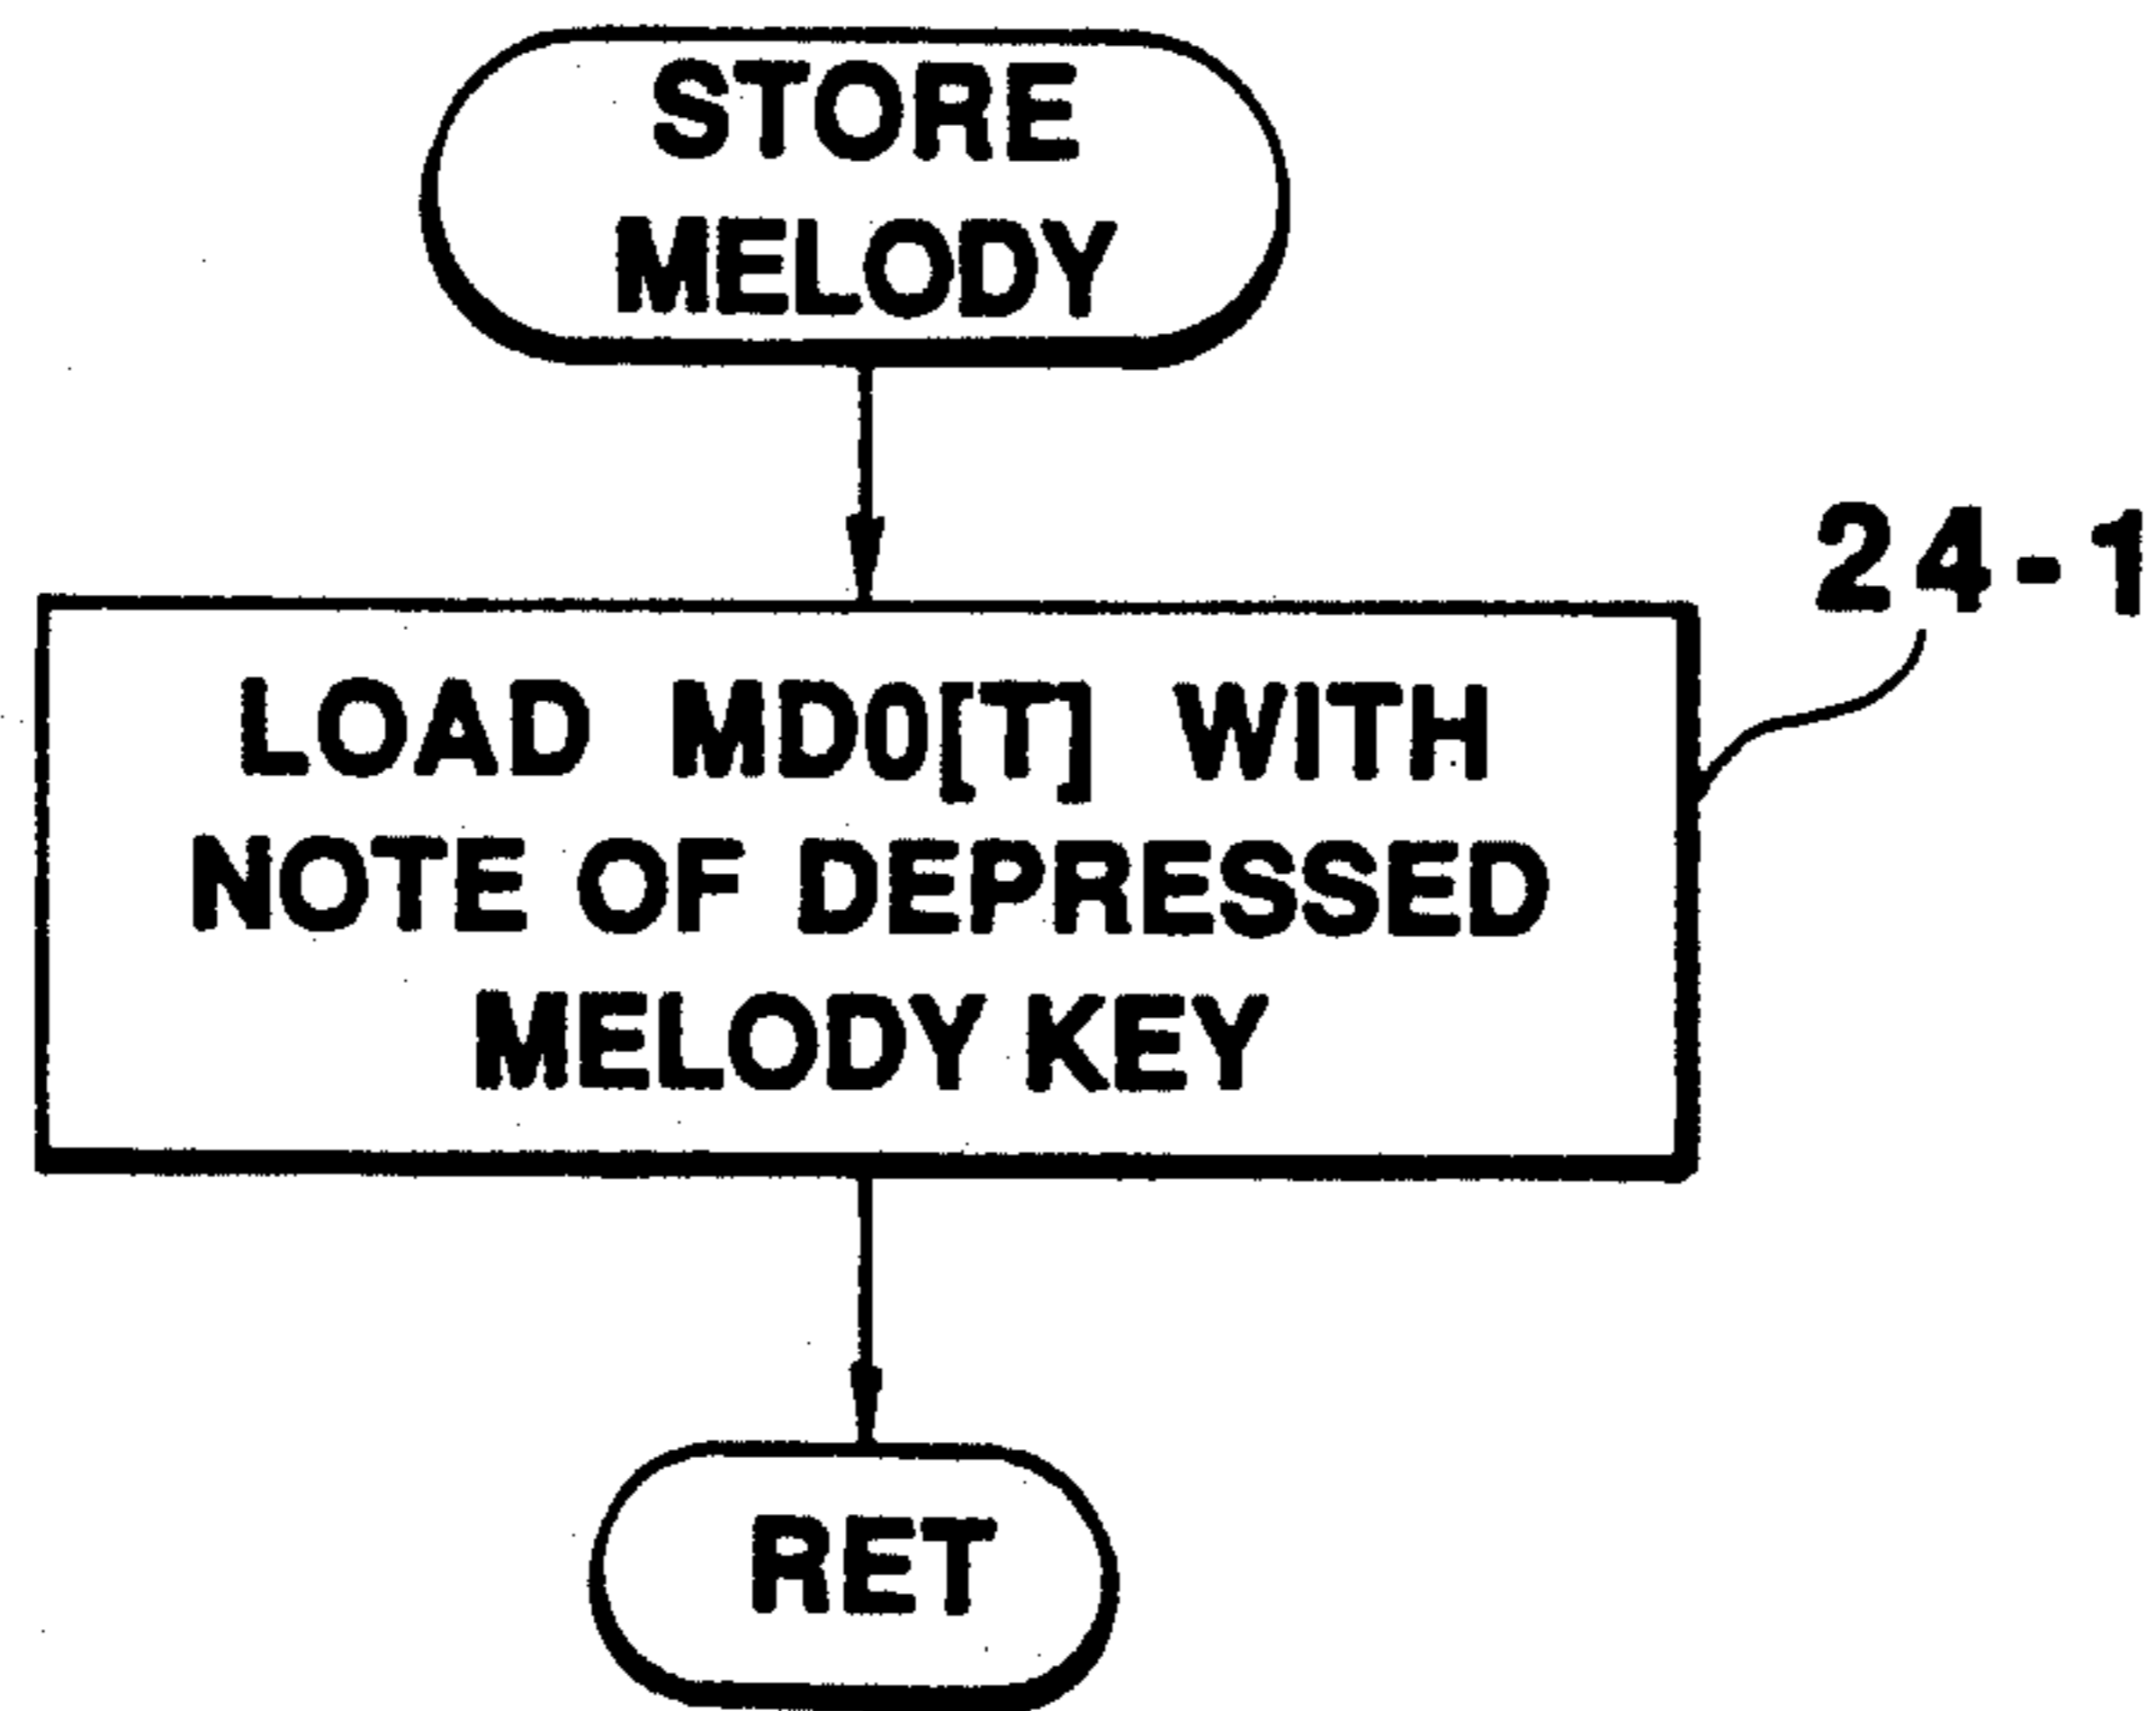 STORE
MELODY
24-1
LOAD MD0[T] WITH
NOTE OF DEPRESSED
MELODY KEY
RET